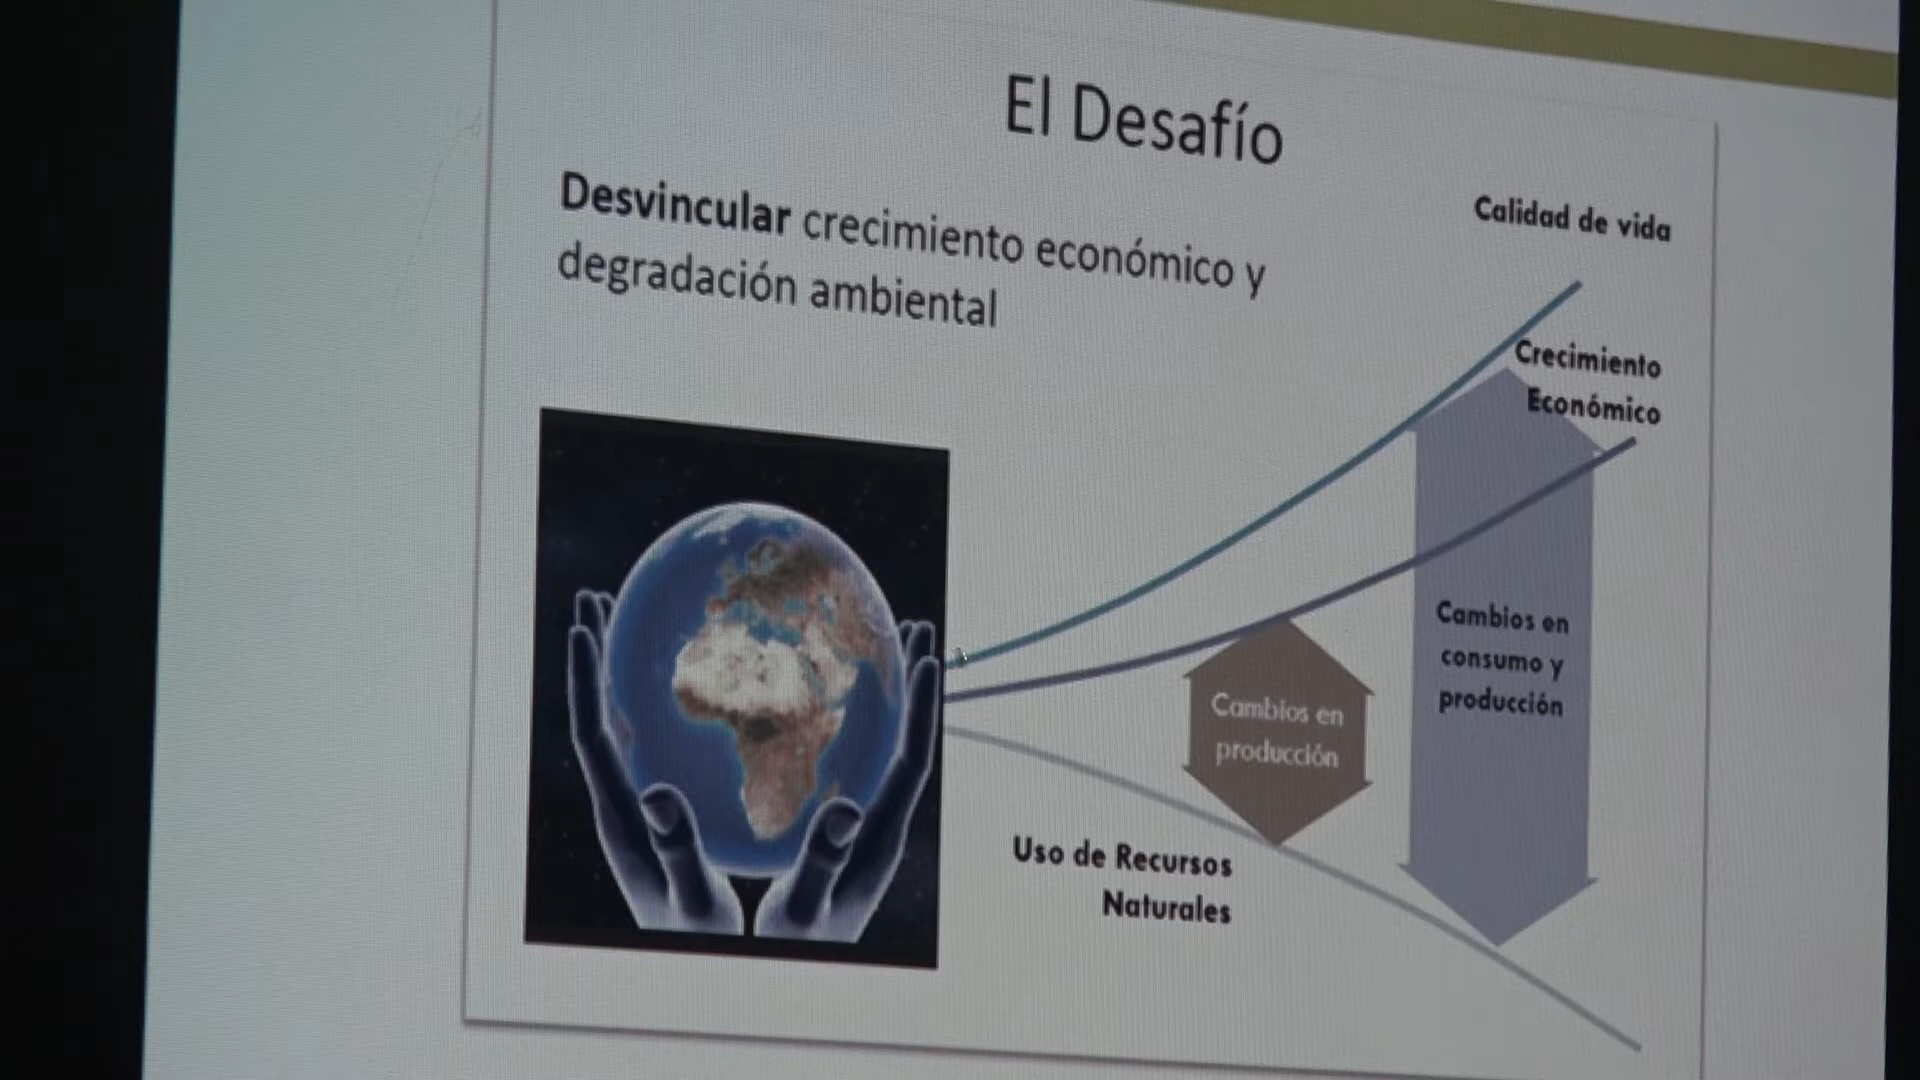 El Desafío
Desvincular crecimiento económico y
degradación ambiental
Calidad de vida
Crecimiento
Económico
Cambios en
consumo y
producción
Cambios en
producción
Uso de Recursos
Naturales